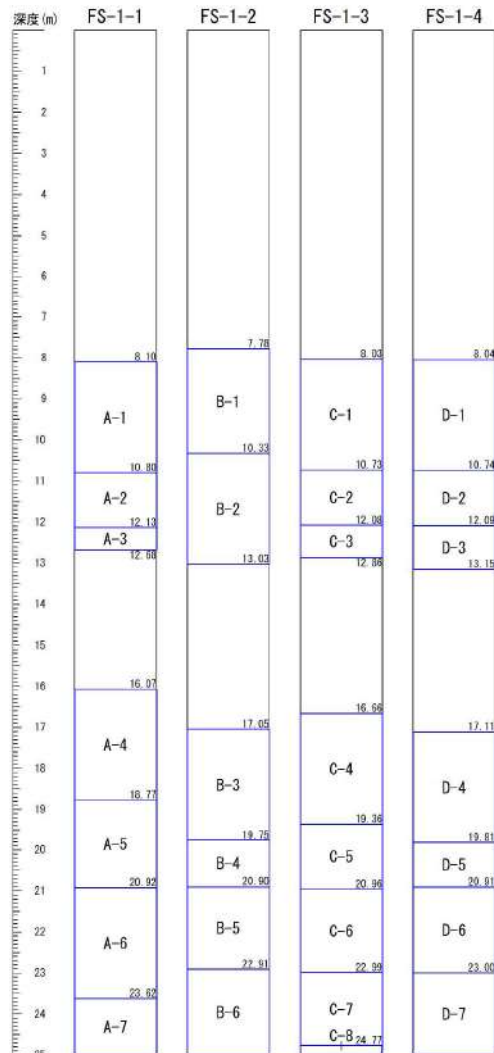 深度(m) FS-1-1 FS-1-2 FS-1-3 FS-1-4
1
2
3
4
5
6
7
7.78
8 8.10 8.03 8.04
9
B-1
A-1 C-1 D-1
10
10.33
10.80 10.73 10.74
11
A-2 C-2 D-2
B-2
12 12.13 12.08 12.09
A-3 C-3 D-3
12.68 12.86
13 13.03 13.15
14
15
16 16.07
16.66
17 17.05 17.11
A-4 C-4
18
B-3 D-4
18.77
19
19.36
A-5 19.75 19.81
20
B-4 C-5 D-5
21 20.92 20.90 20.96 20.91
B-5
22 A-6 C-6 D-6
23 22.91 22.99 23.00
23.62
24 C-7
A-7 B-6 D-7
C-8 24.77